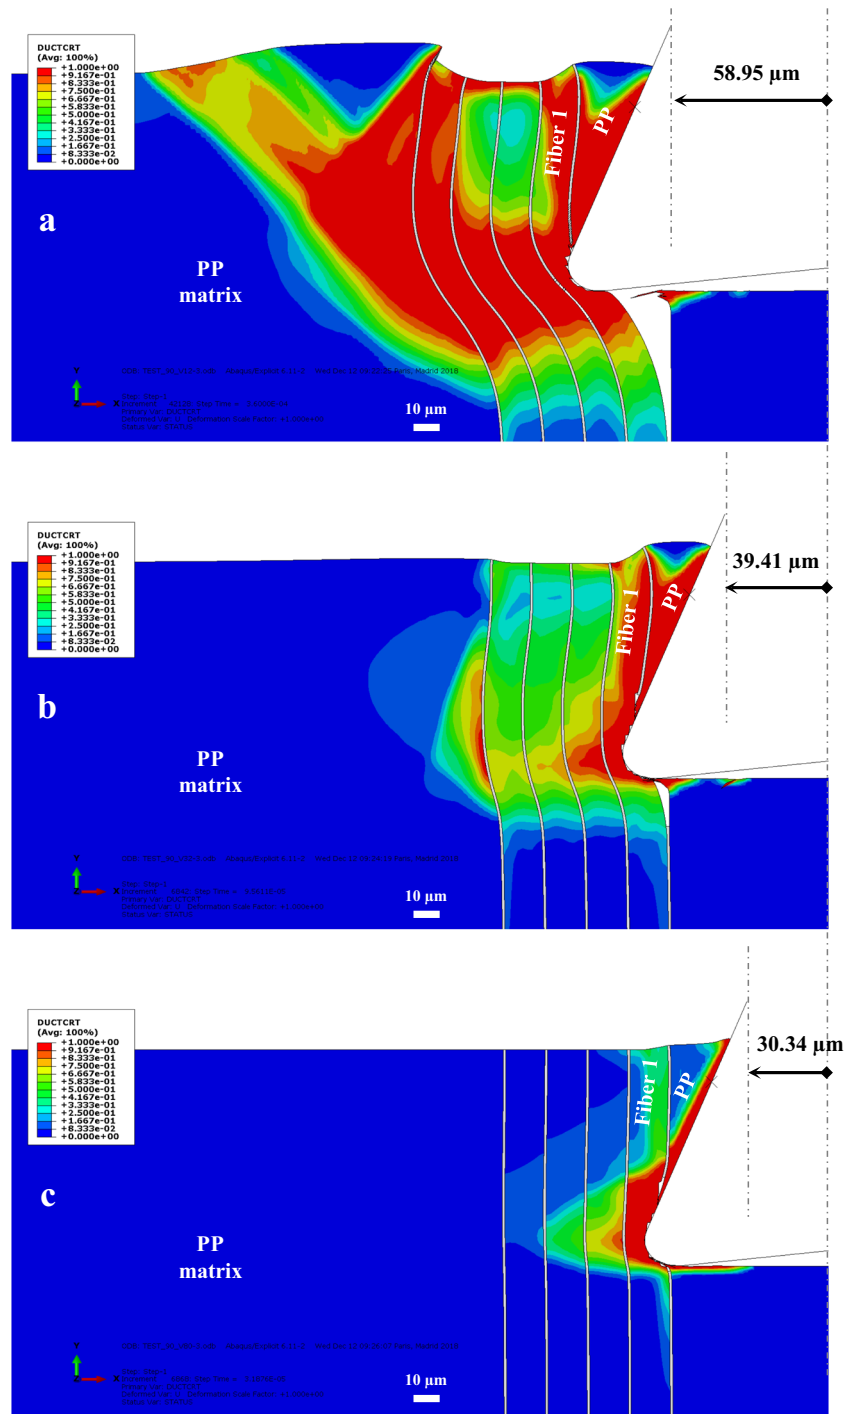 DUCTCRT
(Avg: 100%)
+1.000e+00
+9.167e-01
+8.333e-01
+7.500e-01
+6.667e-01
+5.833e-01
+5.000e-01
+4.167e-01
+3.333e-01
+2.500e-01
+1.667e-01
+8.333e-02
+0.000e+00
58.95 µm
Fiber 1
PP
a
PP
matrix
Y
X
10 µm
DUCTCRT
(Avg: 100%)
+1.000e+00
+9.167e-01
+8.333e-01
+7.500e-01
+6.667e-01
+5.833e-01
+5.000e-01
+4.167e-01
+3.333e-01
+2.500e-01
+1.667e-01
+8.333e-02
+0.000e+00
39.41 µm
Fiber 1
PP
b
PP
matrix
Y
X
10 µm
DUCTCRT
(Avg: 100%)
+1.000e+00
+9.167e-01
+8.333e-01
+7.500e-01
+6.667e-01
+5.833e-01
+5.000e-01
+4.167e-01
+3.333e-01
+2.500e-01
+1.667e-01
+8.333e-02
+0.000e+00
30.34 µm
Fiber 1
PP
c
PP
matrix
Y
X
10 µm